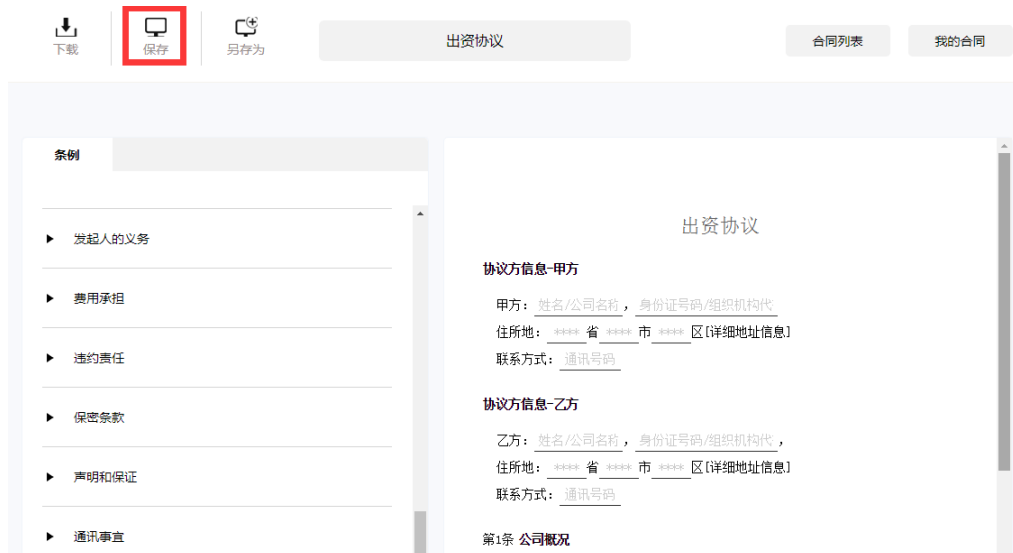 下载
保存
另存为
出资协议
合同列表
我的合同
条例
发起人的义务
费用承担
违约责任
保密条款
声明和保证
通讯事宜
出资协议
协议方信息-甲方
甲方： 姓名/公司名称 ， 身份证号码/组织机构代
住所地： **** 省 **** 市 **** 区[详细地址信息]
联系方式： 通讯号码
协议方信息-乙方
乙方： 姓名/公司名称 ， 身份证号码/组织机构代 ，
住所地： **** 省 **** 市 **** 区[详细地址信息]
联系方式： 通讯号码
第1条 公司概况